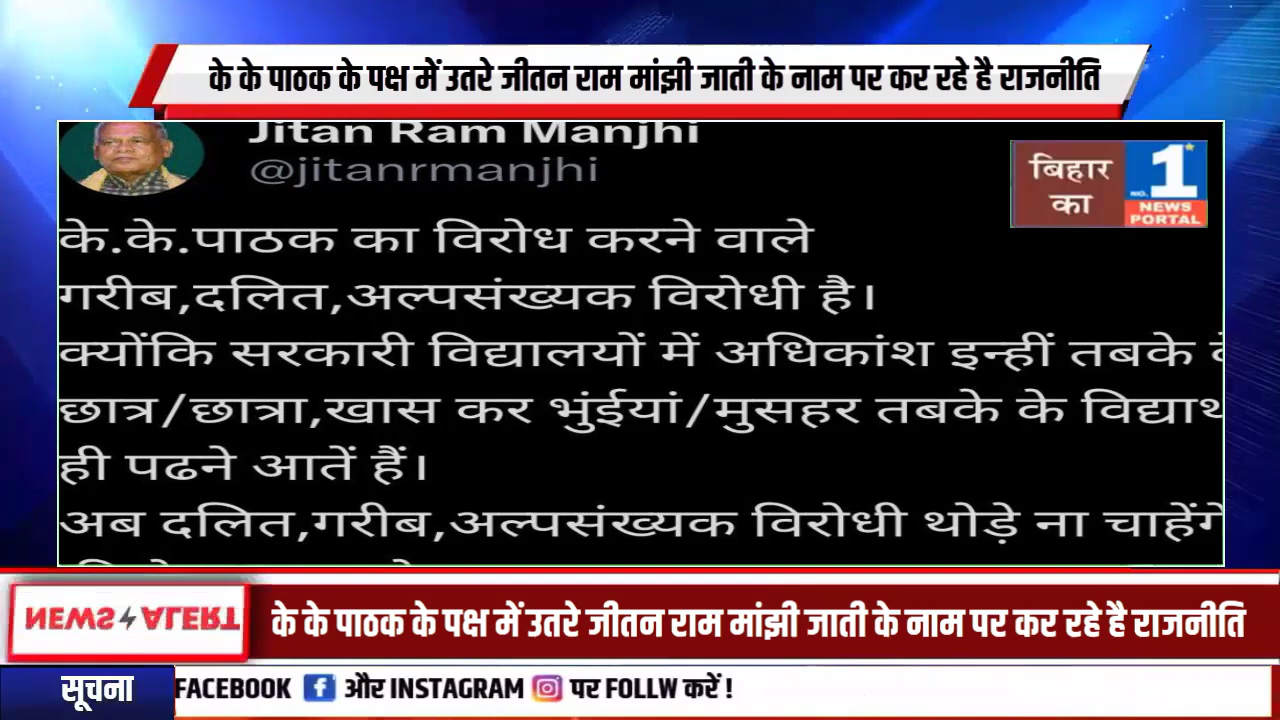 के के पाठक के पक्ष में उतरे जीतन राम मांझी जाती के नाम पर कर रहे है राजनीति
Jitan Ram Manjhi
@jitanrmanjhi
बिहार
का
NO. 1
NEWS
PORTAL
के.के.पाठक का विरोध करने वाले
गरीब,दलित,अल्पसंख्यक विरोधी है।
क्योंकि सरकारी विद्यालयों में अधिकांश इन्हीं तबके
छात्र/छात्रा,खास कर भुंईयां/मुसहर तबके के
ही पढने आतें हैं।
अब दलित,गरीब,अल्पसंख्यक विरोधी थोड़े ना
NEWS ALERT
के के पाठक के पक्ष में उतरे जीतन राम मांझी जाती के नाम पर कर रहे है राजनीति
सूचना
FACEBOOK और INSTAGRAM पर FOLLW करें !